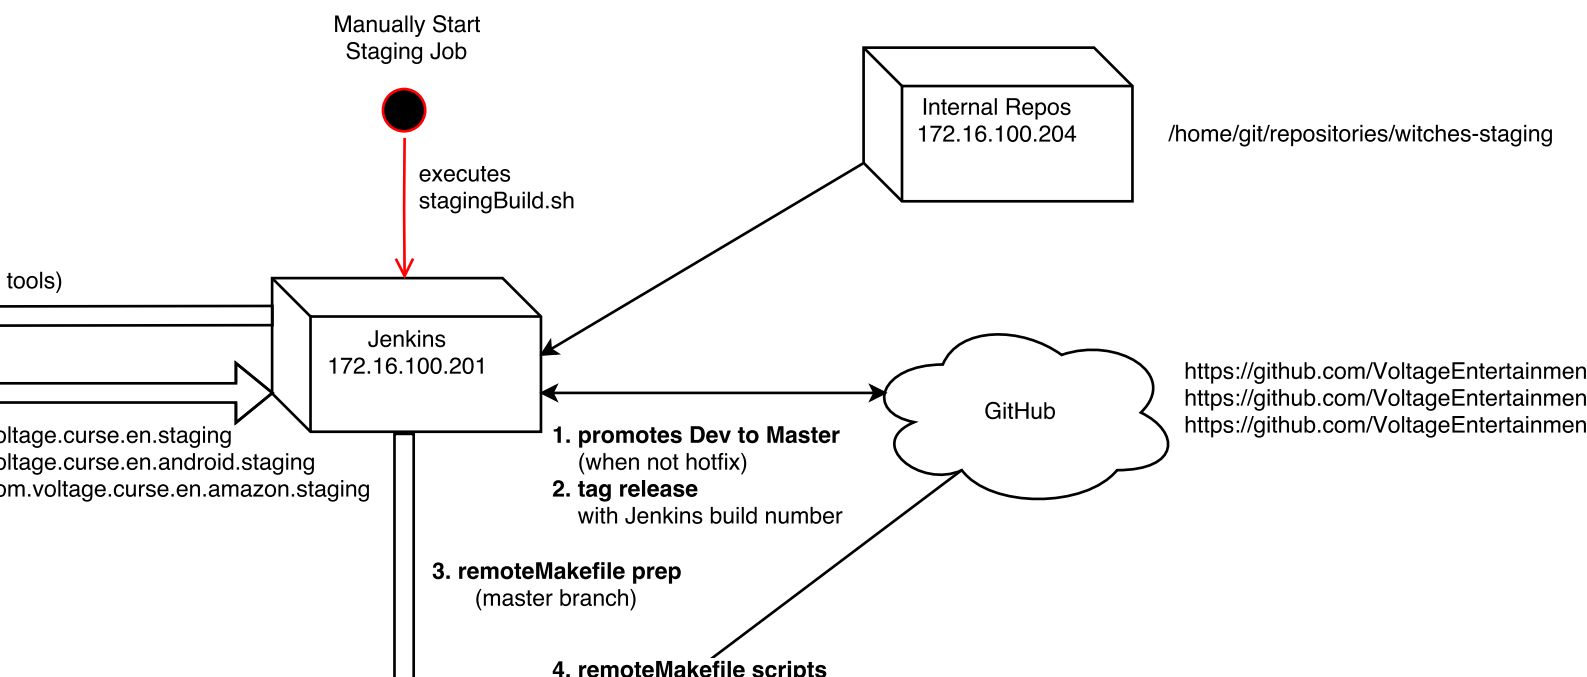 Manually Start
Staging Job
executes
stagingBuild.sh
Internal Repos
172.16.100.204
/home/git/repositories/witches-staging
tools)
Jenkins
172.16.100.201
GitHub
https://github.com/VoltageEntertainmen
https://github.com/VoltageEntertainmen
https://github.com/VoltageEntertainmen
oltage.curse.en.staging
oltage.curse.en.android.staging
om.voltage.curse.en.amazon.staging
1. promotes Dev to Master
(when not hotfix)
2. tag release
with Jenkins build number
3. remoteMakefile prep
(master branch)
4. remoteMakefile scripts